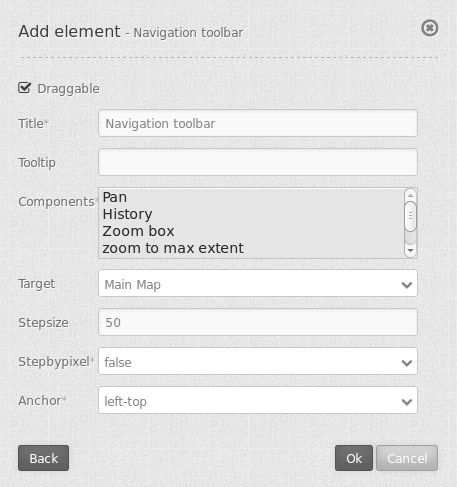 Add element - Navigation toolbar
Draggable
Title* Navigation toolbar
Tooltip
Components* Pan
History
Zoom box
zoom to max extent
Target Main Map
Stepsize 50
Stepbypixel* false
Anchor* left-top
Back Ok Cancel